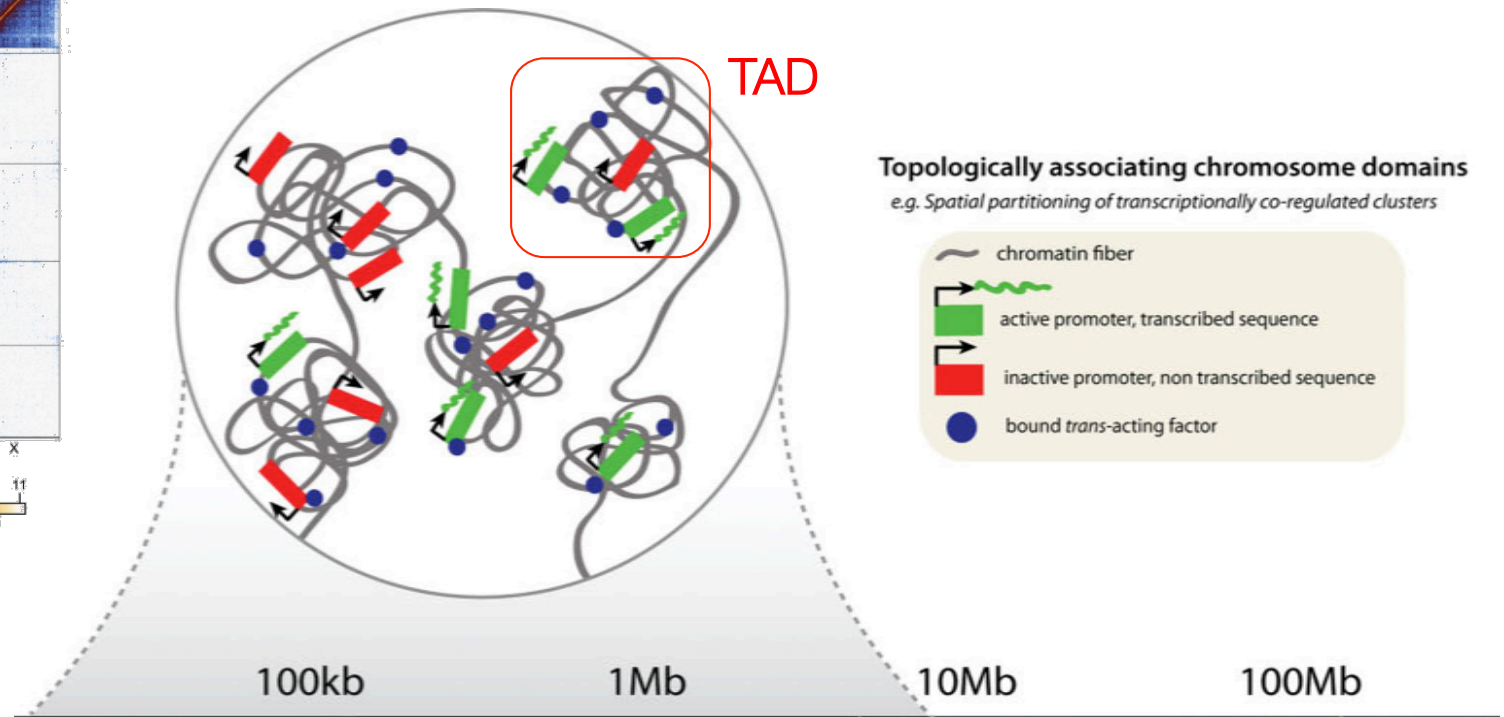 TAD
Topologically associating chromosome domains
e.g. Spatial partitioning of transcriptionally co-regulated clusters
chromatin fiber
active promoter, transcribed sequence
inactive promoter, non transcribed sequence
bound trans-acting factor
X
11
100kb 1Mb 10Mb 100Mb